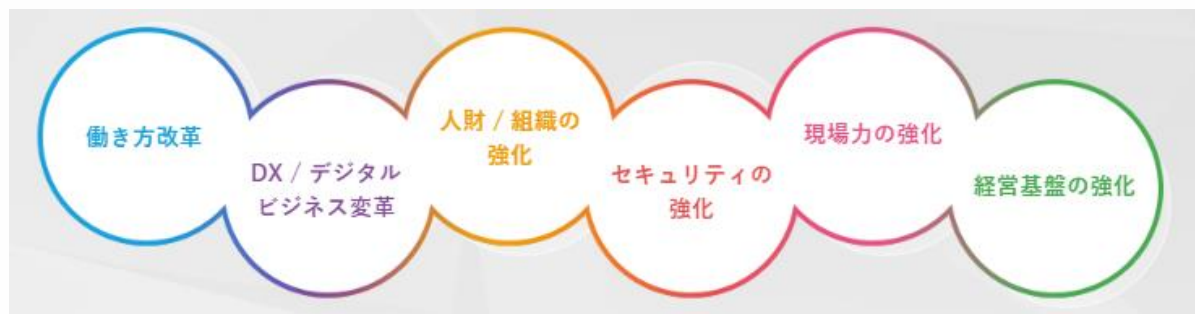 働き方改革
DX / デジタル
ビジネス変革
人財 / 組織の
強化
セキュリティの
強化
現場力の強化
経営基盤の強化